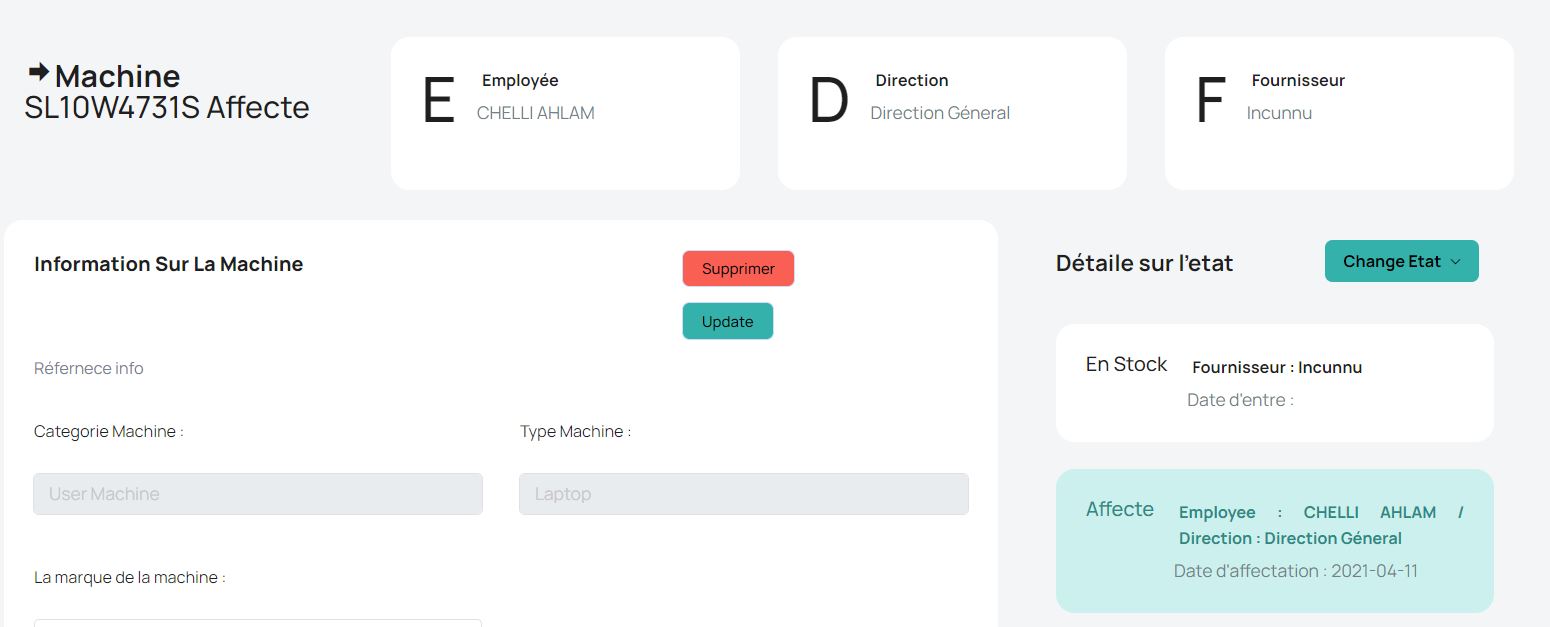 Machine
SL10W4731S Affecte
E
Employée
CHELLI AHLAM
D
Direction
Direction Géneral
F
Fournisseur
Incunnu
Information Sur La Machine
Supprimer
Update
Réfernece info
Categorie Machine :
Type Machine :
User Machine
Laptop
La marque de la machine :
Détaile sur l'etat
Change Etat
En Stock
Fournisseur : Incunnu
Date d'entre :
Affecte
Employee : CHELLI AHLAM /
Direction : Direction Géneral
Date d'affectation : 2021-04-11